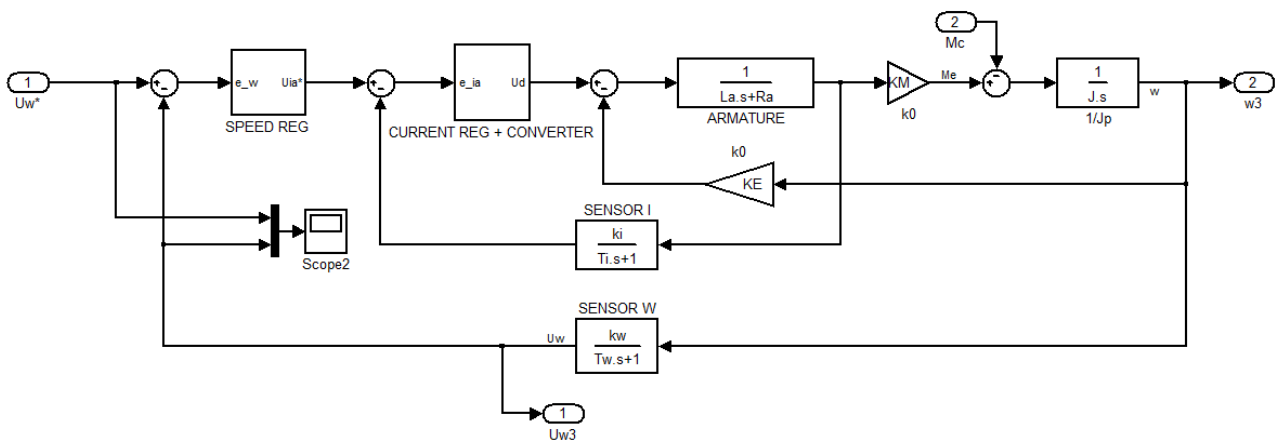 2
Mc
1
Uw*
e_w
Uia*
SPEED REG
e_ia
Ud
CURRENT REG + CONVERTER
1
La.s+Ra
ARMATURE
KM
k0
Me
1
J.s
1/Jp
w
2
w3
k0
KE
SENSOR I
ki
Ti.s+1
Scope2
SENSOR W
kw
Tw.s+1
Uw
1
Uw3